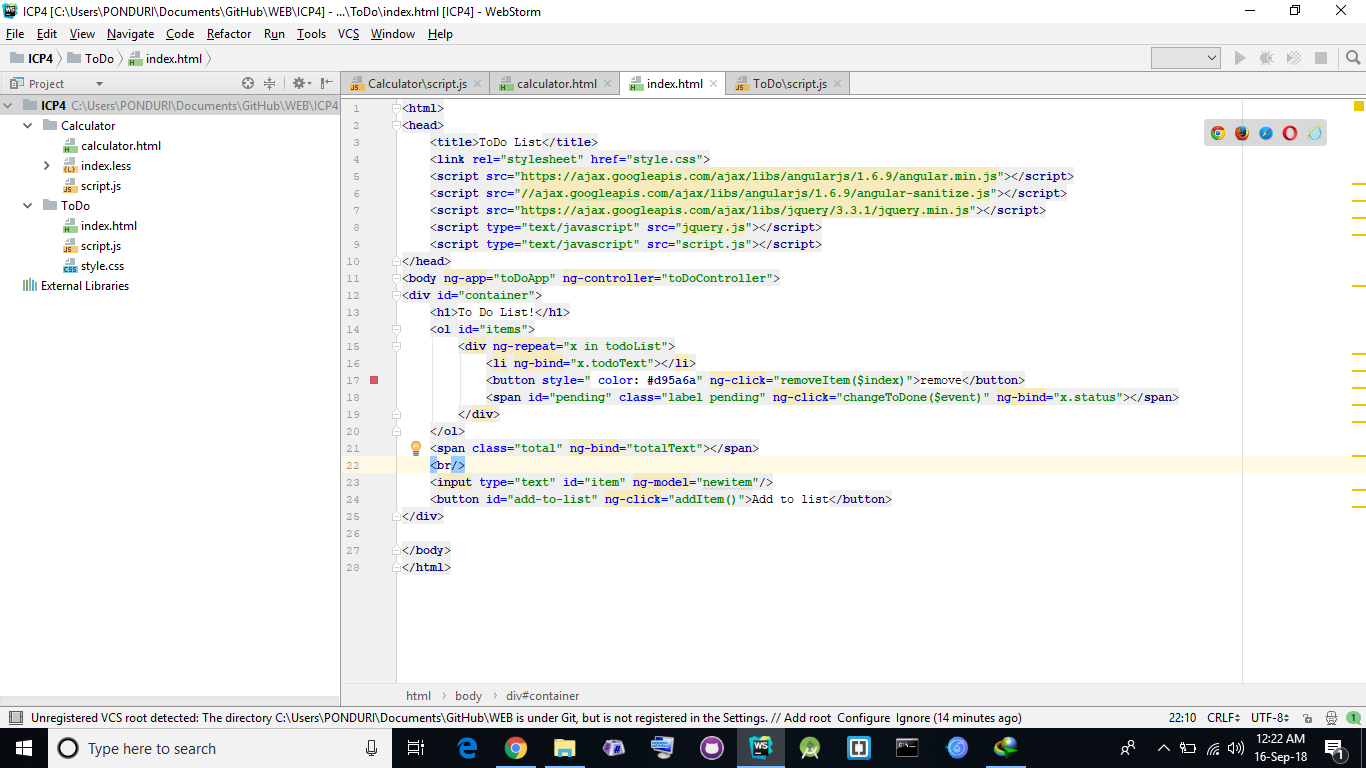 ICP4 [C:\Users\PONDURI\Documents\GitHub\WEB\ICP4] - ...\ToDo\index.html [ICP4] - WebStorm
File Edit View Navigate Code Refactor Run Tools VCS Window Help
ICP4 ToDo index.html
Project
Calculator\script.js calculator.html index.html ToDo\script.js
ICP4 C:\Users\PONDURI\Documents\GitHub\WEB\ICP4
Calculator
calculator.html
index.less
script.js
ToDo
index.html
script.js
style.css
External Libraries
1 <html>
2 <head>
3 <title>ToDo List</title>
4 <link rel="stylesheet" href="style.css">
5 <script src="https://ajax.googleapis.com/ajax/libs/angularjs/1.6.9/angular.min.js"></script>
6 <script src="//ajax.googleapis.com/ajax/libs/angularjs/1.6.9/angular-sanitize.js"></script>
7 <script src="https://ajax.googleapis.com/ajax/libs/jquery/3.3.1/jquery.min.js"></script>
8 <script type="text/javascript" src="jquery.js"></script>
9 <script type="text/javascript" src="script.js"></script>
10 </head>
11 <body ng-app="toDoApp" ng-controller="toDoController">
12 <div id="container">
13 <h1>To Do List!</h1>
14 <ol id="items">
15 <div ng-repeat="x in todoList">
16 <li ng-bind="x.todoText"></li>
17 <button style=" color: #d95a6a" ng-click="removeItem($index)">remove</button>
18 <span id="pending" class="label pending" ng-click="changeToDone($event)" ng-bind="x.status"></span>
19 </div>
20 </ol>
21 <span class="total" ng-bind="totalText"></span>
22 <br/>
23 <input type="text" id="item" ng-model="newitem"/>
24 <button id="add-to-list" ng-click="addItem()">Add to list</button>
25 </div>
26
27 </body>
28 </html>
html body div#container
Unregistered VCS root detected: The directory C:\Users\PONDURI\Documents\GitHub\WEB is under Git, but is not registered in the Settings. // Add root Configure Ignore (14 minutes ago) 22:10 CRLF UTF-8 1
Type here to search
12:22 AM
16-Sep-18
1